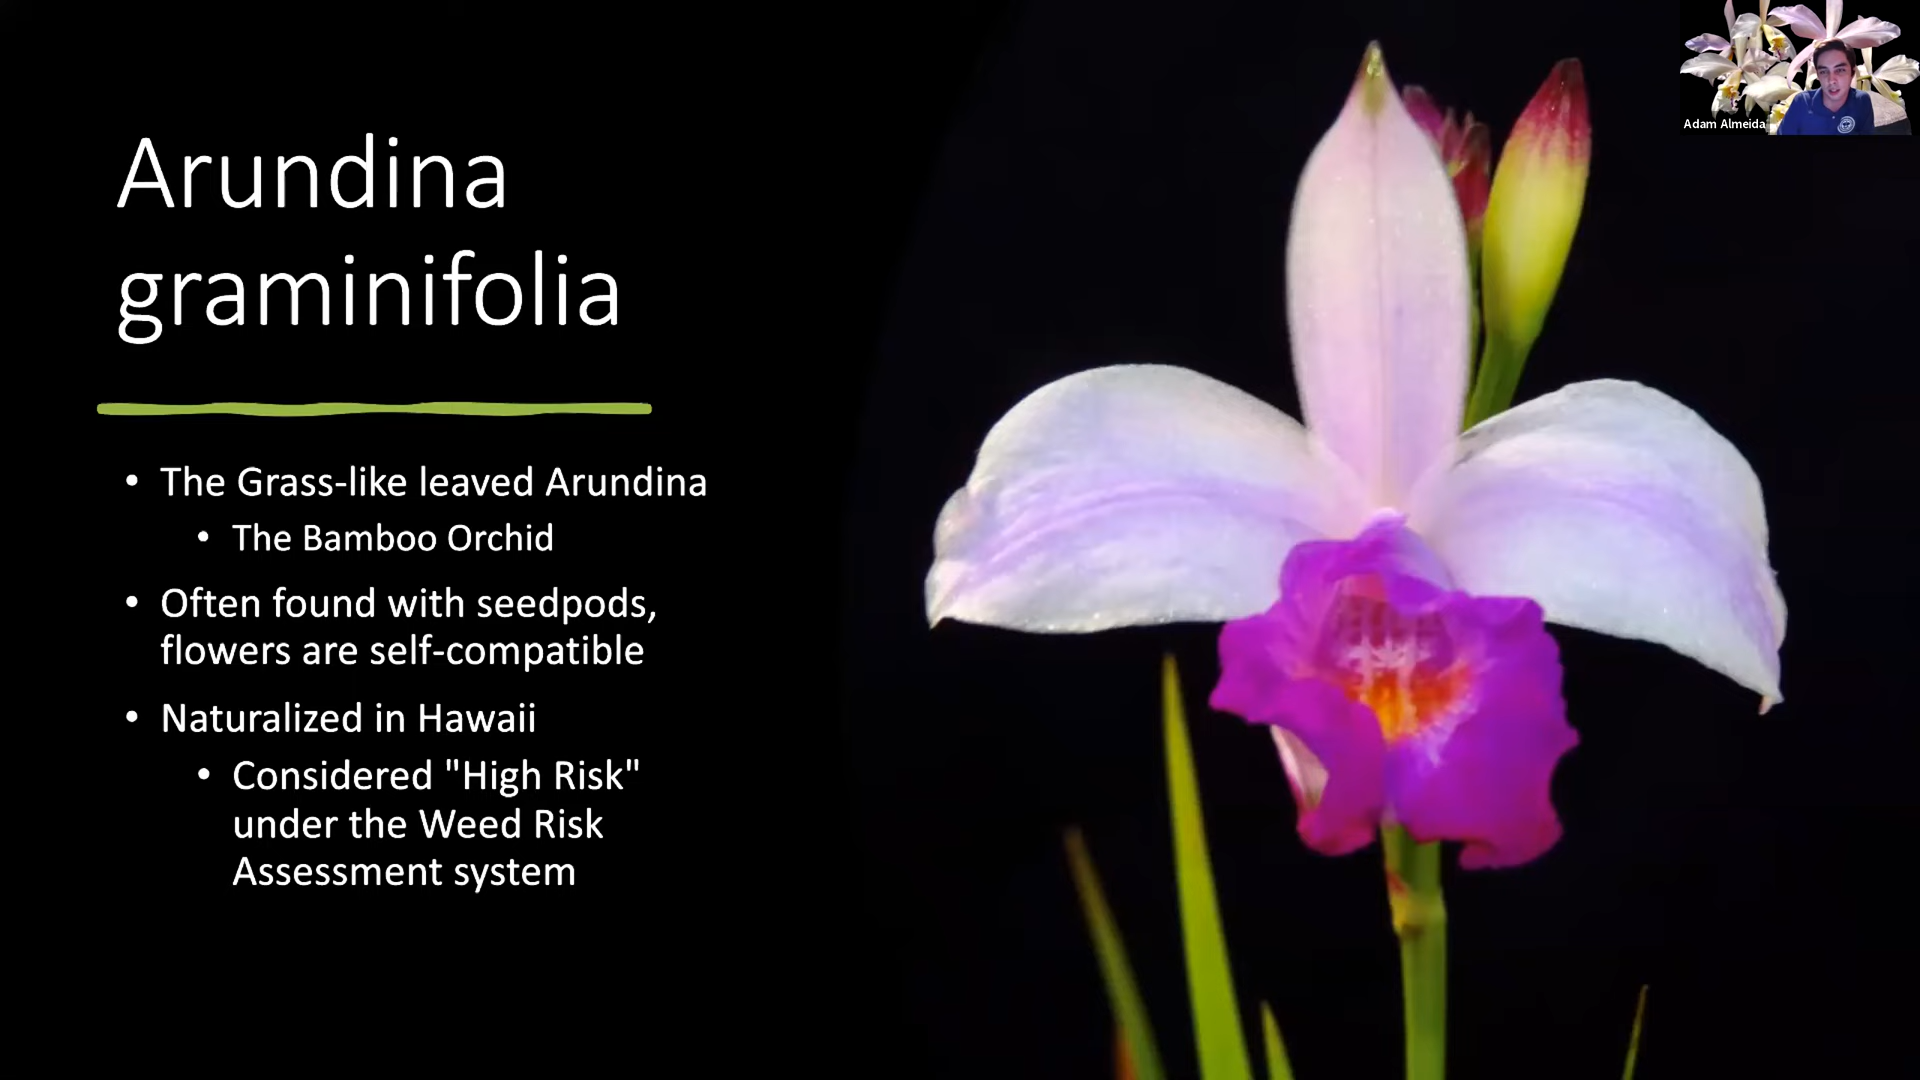 Arundina
graminifolia
• The Grass-like leaved Arundina
• The Bamboo Orchid
• Often found with seedpods,
flowers are self-compatible
• Naturalized in Hawaii
• Considered "High Risk"
under the Weed Risk
Assessment system
Adam Almeida